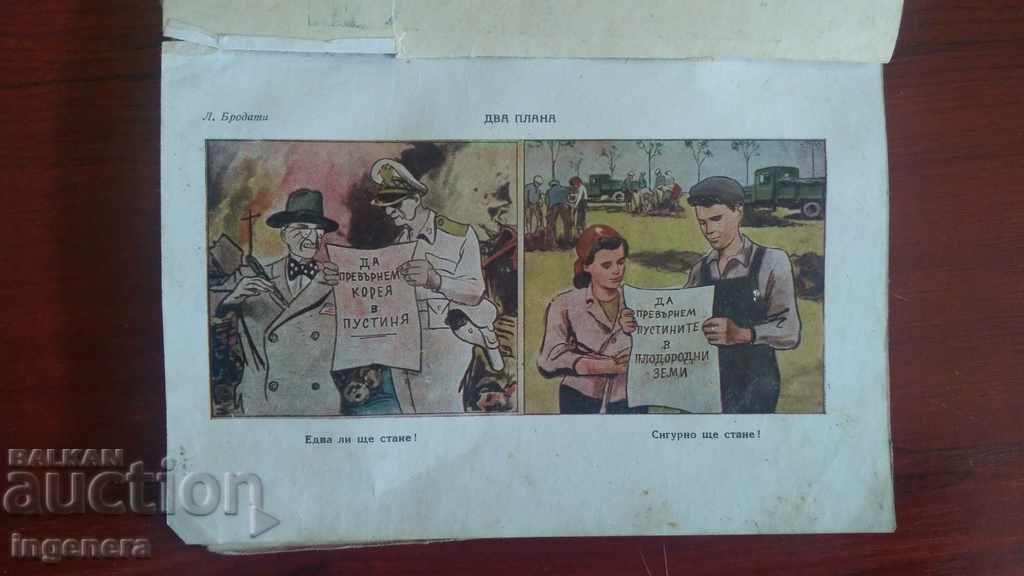 Л. Бродати
ДВА ПЛАНА
ДА
ПРЕВЪРНЕМ
КОРЕЯ
В
ПУСТИНЯ
ДА
ПРЕВЪРНЕМ
ПУСТИНИТЕ
В
ПЛОДОРОДНИ
ЗЕМИ
Едва ли ще стане!
Сигурно ще стане!
BALKAN
auction
ingenera